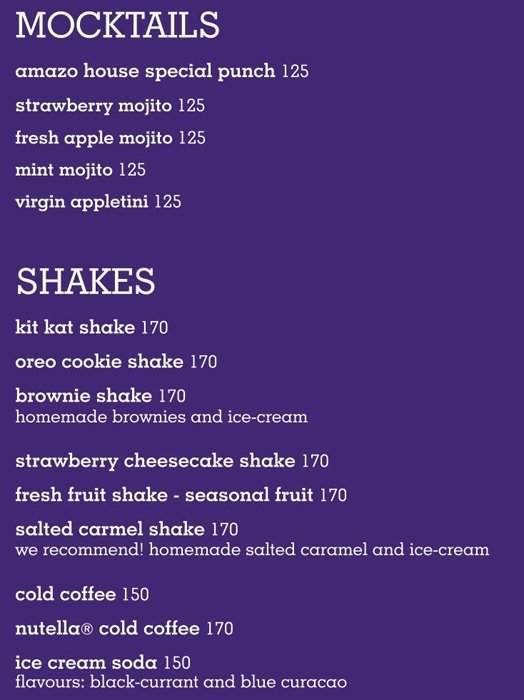 MOCKTAILS
amazo house special punch 125
strawberry mojito 125
fresh apple mojito 125
mint mojito 125
virgin appletini 125
SHAKES
kit kat shake 170
oreo cookie shake 170
brownie shake 170
homemade brownies and ice-cream
strawberry cheesecake shake 170
fresh fruit shake - seasonal fruit 170
salted carmel shake 170
we recommend! homemade salted caramel and ice-cream
cold coffee 150
nutella® cold coffee 170
ice cream soda 150
flavours: black-currant and blue curacao